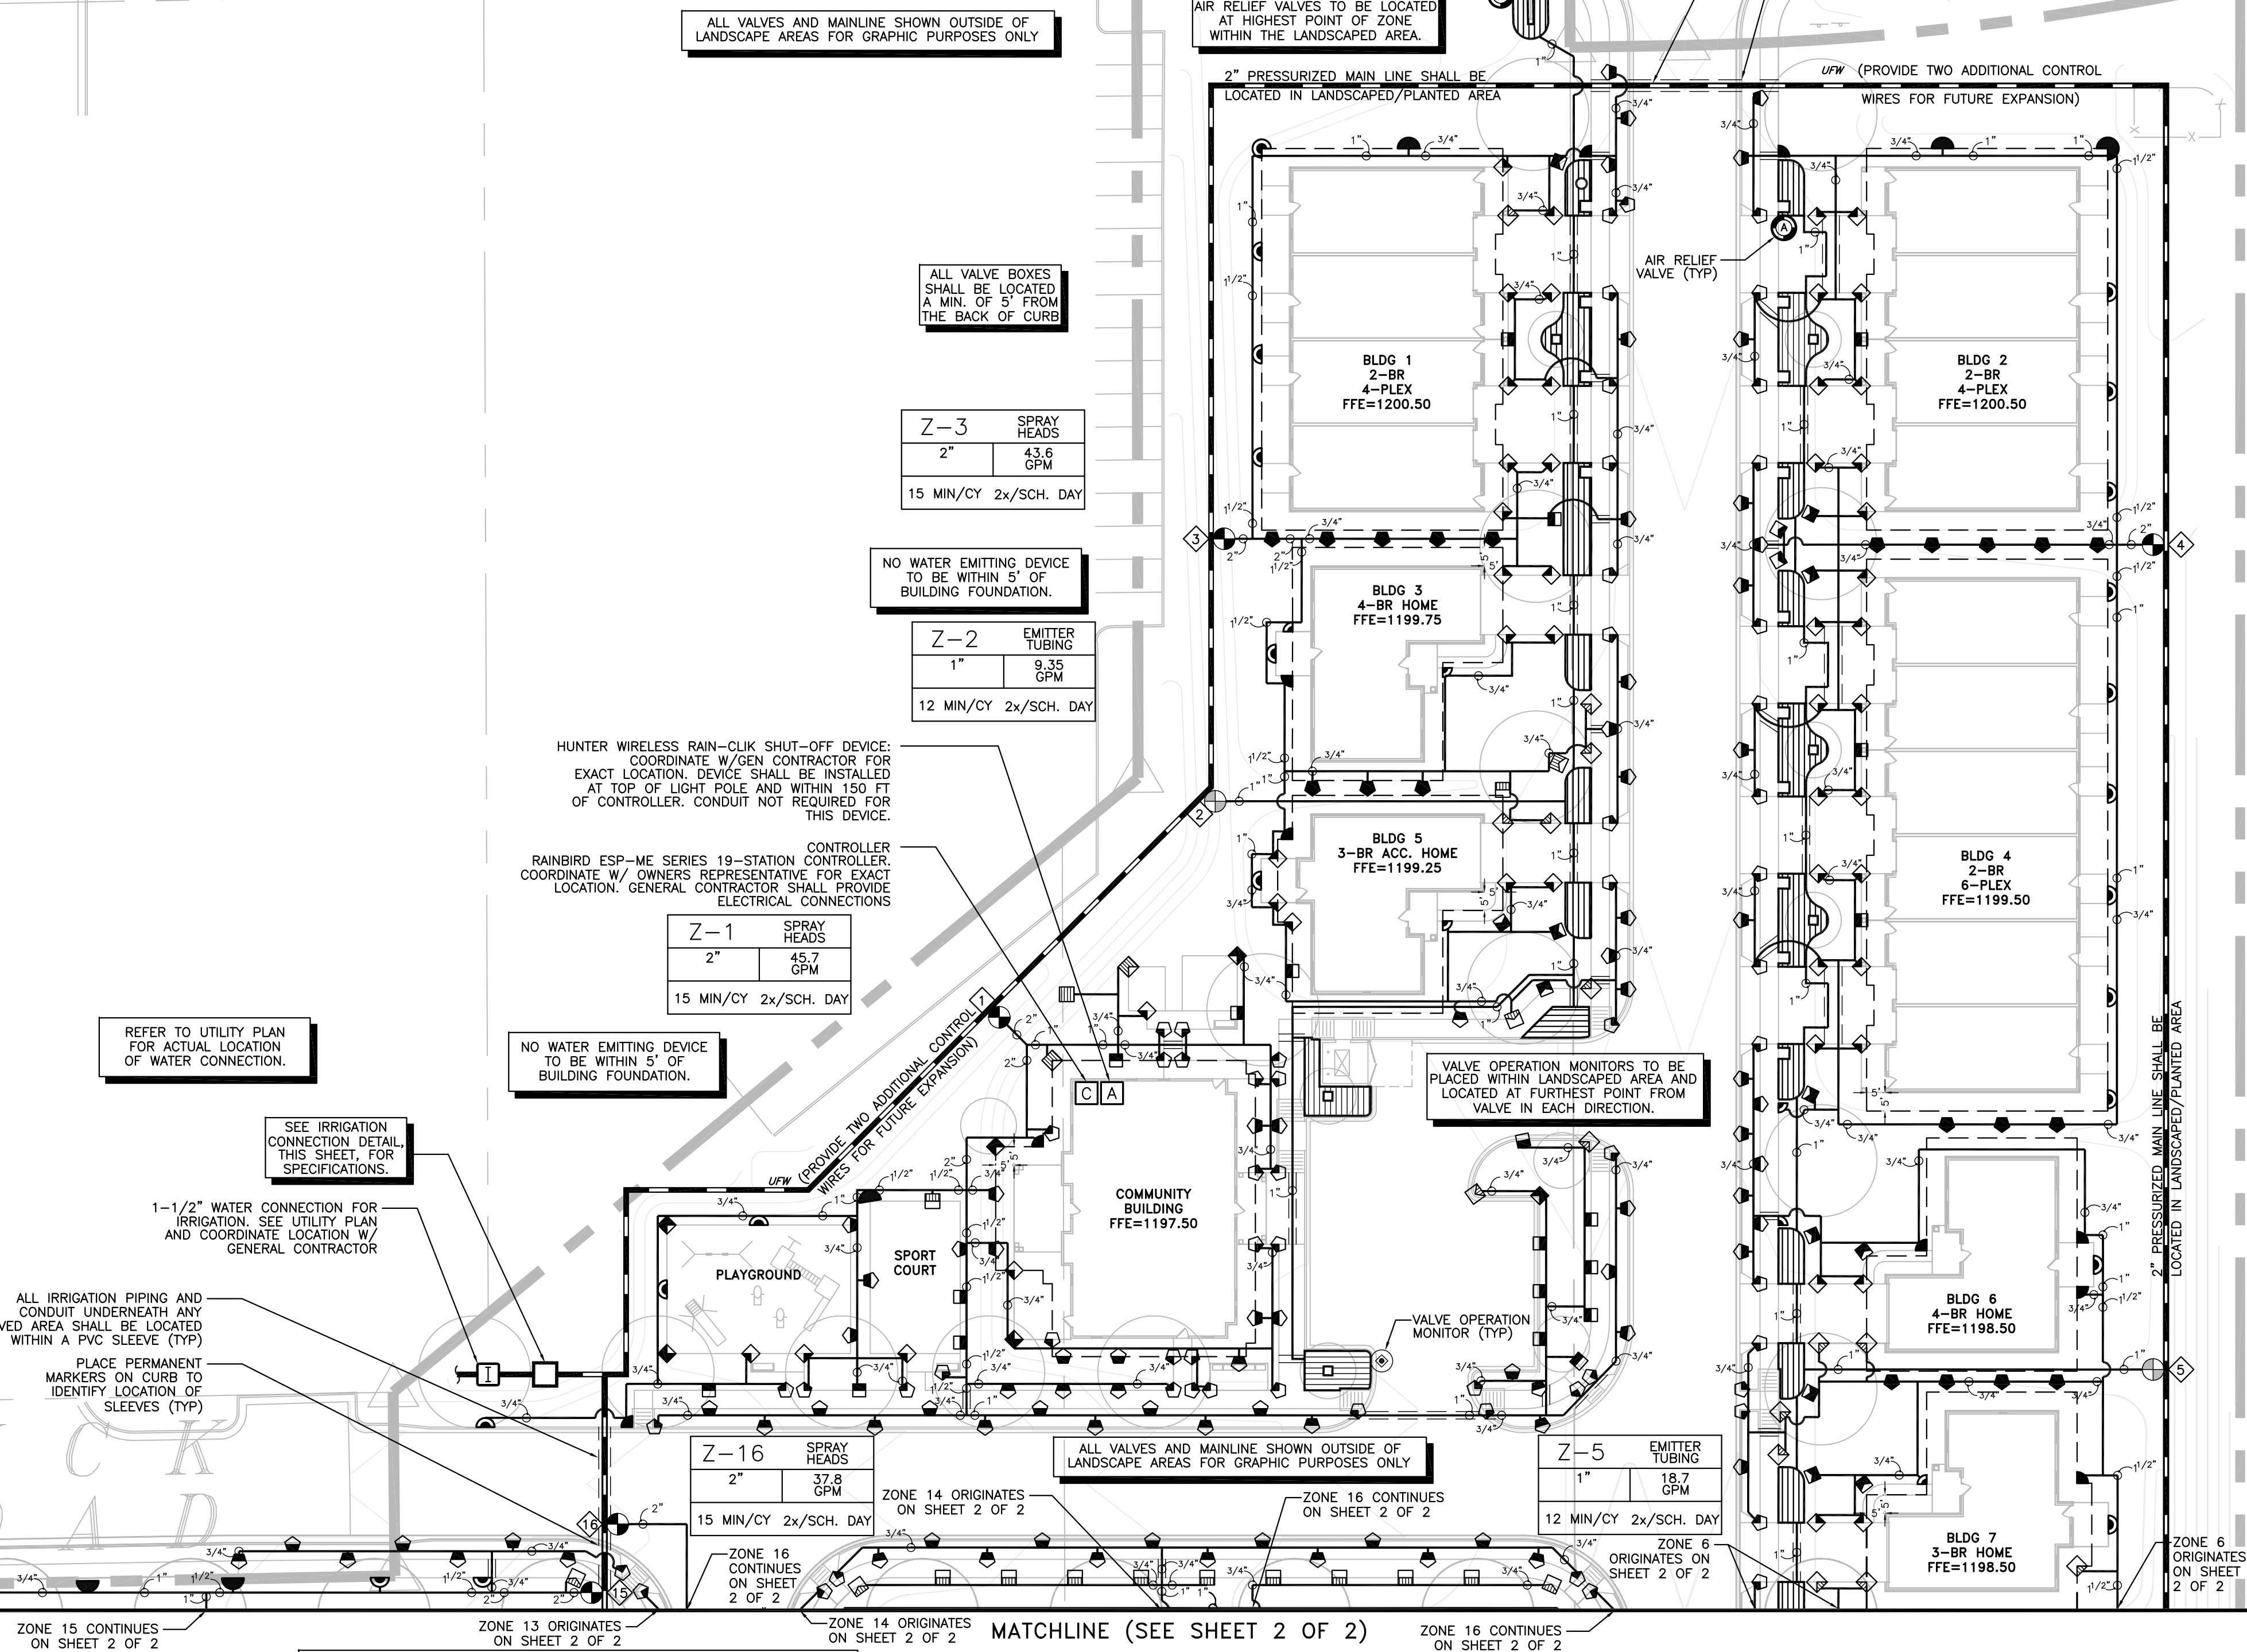 ALL VALVES AND MAINLINE SHOWN OUTSIDE OF
LANDSCAPE AREAS FOR GRAPHIC PURPOSES ONLY
AIR RELIEF VALVES TO BE LOCATED
AT HIGHEST POINT OF ZONE
WITHIN THE LANDSCAPED AREA.
2" PRESSURIZED MAIN LINE SHALL BE
LOCATED IN LANDSCAPED/PLANTED AREA
UFW (PROVIDE TWO ADDITIONAL CONTROL
WIRES FOR FUTURE EXPANSION)
AIR RELIEF
VALVE (TYP)
A
ALL VALVE BOXES
SHALL BE LOCATED
A MIN. OF 5' FROM
THE BACK OF CURB
BLDG 1
2-BR
4-PLEX
FFE=1200.50
BLDG 2
2-BR
4-PLEX
FFE=1200.50
Z-3 SPRAY
HEADS
2" 43.6
GPM
15 MIN/CY 2x/SCH. DAY
3
4
NO WATER EMITTING DEVICE
TO BE WITHIN 5' OF
BUILDING FOUNDATION.
BLDG 3
4-BR HOME
FFE=1199.75
Z-2 EMITTER
TUBING
1" 9.35
GPM
12 MIN/CY 2x/SCH. DAY
HUNTER WIRELESS RAIN-CLIK SHUT-OFF DEVICE:
COORDINATE W/GEN CONTRACTOR FOR
EXACT LOCATION. DEVICE SHALL BE INSTALLED
AT TOP OF LIGHT POLE AND WITHIN 150 FT
OF CONTROLLER. CONDUIT NOT REQUIRED FOR
THIS DEVICE.
2
CONTROLLER
RAINBIRD ESP-ME SERIES 19-STATION CONTROLLER.
COORDINATE W/ OWNERS REPRESENTATIVE FOR EXACT
LOCATION. GENERAL CONTRACTOR SHALL PROVIDE
ELECTRICAL CONNECTIONS
BLDG 5
3-BR ACC. HOME
FFE=1199.25
BLDG 4
2-BR
6-PLEX
FFE=1199.50
Z-1 SPRAY
HEADS
2" 45.7
GPM
15 MIN/CY 2x/SCH. DAY
1
REFER TO UTILITY PLAN
FOR ACTUAL LOCATION
OF WATER CONNECTION.
NO WATER EMITTING DEVICE
TO BE WITHIN 5' OF
BUILDING FOUNDATION.
UFW (PROVIDE TWO ADDITIONAL CONTROL
WIRES FOR FUTURE EXPANSION)
C A
VALVE OPERATION MONITORS TO BE
PLACED WITHIN LANDSCAPED AREA AND
LOCATED AT FURTHEST POINT FROM
VALVE IN EACH DIRECTION.
2" PRESSURIZED MAIN LINE SHALL BE
LOCATED IN LANDSCAPED/PLANTED AREA
SEE IRRIGATION
CONNECTION DETAIL,
THIS SHEET, FOR
SPECIFICATIONS.
1-1/2" WATER CONNECTION FOR
IRRIGATION. SEE UTILITY PLAN
AND COORDINATE LOCATION W/
GENERAL CONTRACTOR
COMMUNITY
BUILDING
FFE=1197.50
SPORT
COURT
PLAYGROUND
ALL IRRIGATION PIPING AND
CONDUIT UNDERNEATH ANY
VED AREA SHALL BE LOCATED
WITHIN A PVC SLEEVE (TYP)
PLACE PERMANENT
MARKERS ON CURB TO
IDENTIFY LOCATION OF
SLEEVES (TYP)
I
VALVE OPERATION
MONITOR (TYP)
BLDG 6
4-BR HOME
FFE=1198.50
5
C K
A D
Z-16 SPRAY
HEADS
2" 37.8
GPM
15 MIN/CY 2x/SCH. DAY
ALL VALVES AND MAINLINE SHOWN OUTSIDE OF
LANDSCAPE AREAS FOR GRAPHIC PURPOSES ONLY
Z-5 EMITTER
TUBING
1" 18.7
GPM
12 MIN/CY 2x/SCH. DAY
ZONE 14 ORIGINATES
ON SHEET 2 OF 2
ZONE 16 CONTINUES
ON SHEET 2 OF 2
16
15
ZONE 16
CONTINUES
ON SHEET
2 OF 2
ZONE 6
ORIGINATES ON
SHEET 2 OF 2
BLDG 7
3-BR HOME
FFE=1198.50
ZONE 6
ORIGINATES
ON SHEET
2 OF 2
ZONE 15 CONTINUES
ON SHEET 2 OF 2
ZONE 13 ORIGINATES
ON SHEET 2 OF 2
ZONE 14 ORIGINATES
ON SHEET 2 OF 2
MATCHLINE (SEE SHEET 2 OF 2)
ZONE 16 CONTINUES
ON SHEET 2 OF 2